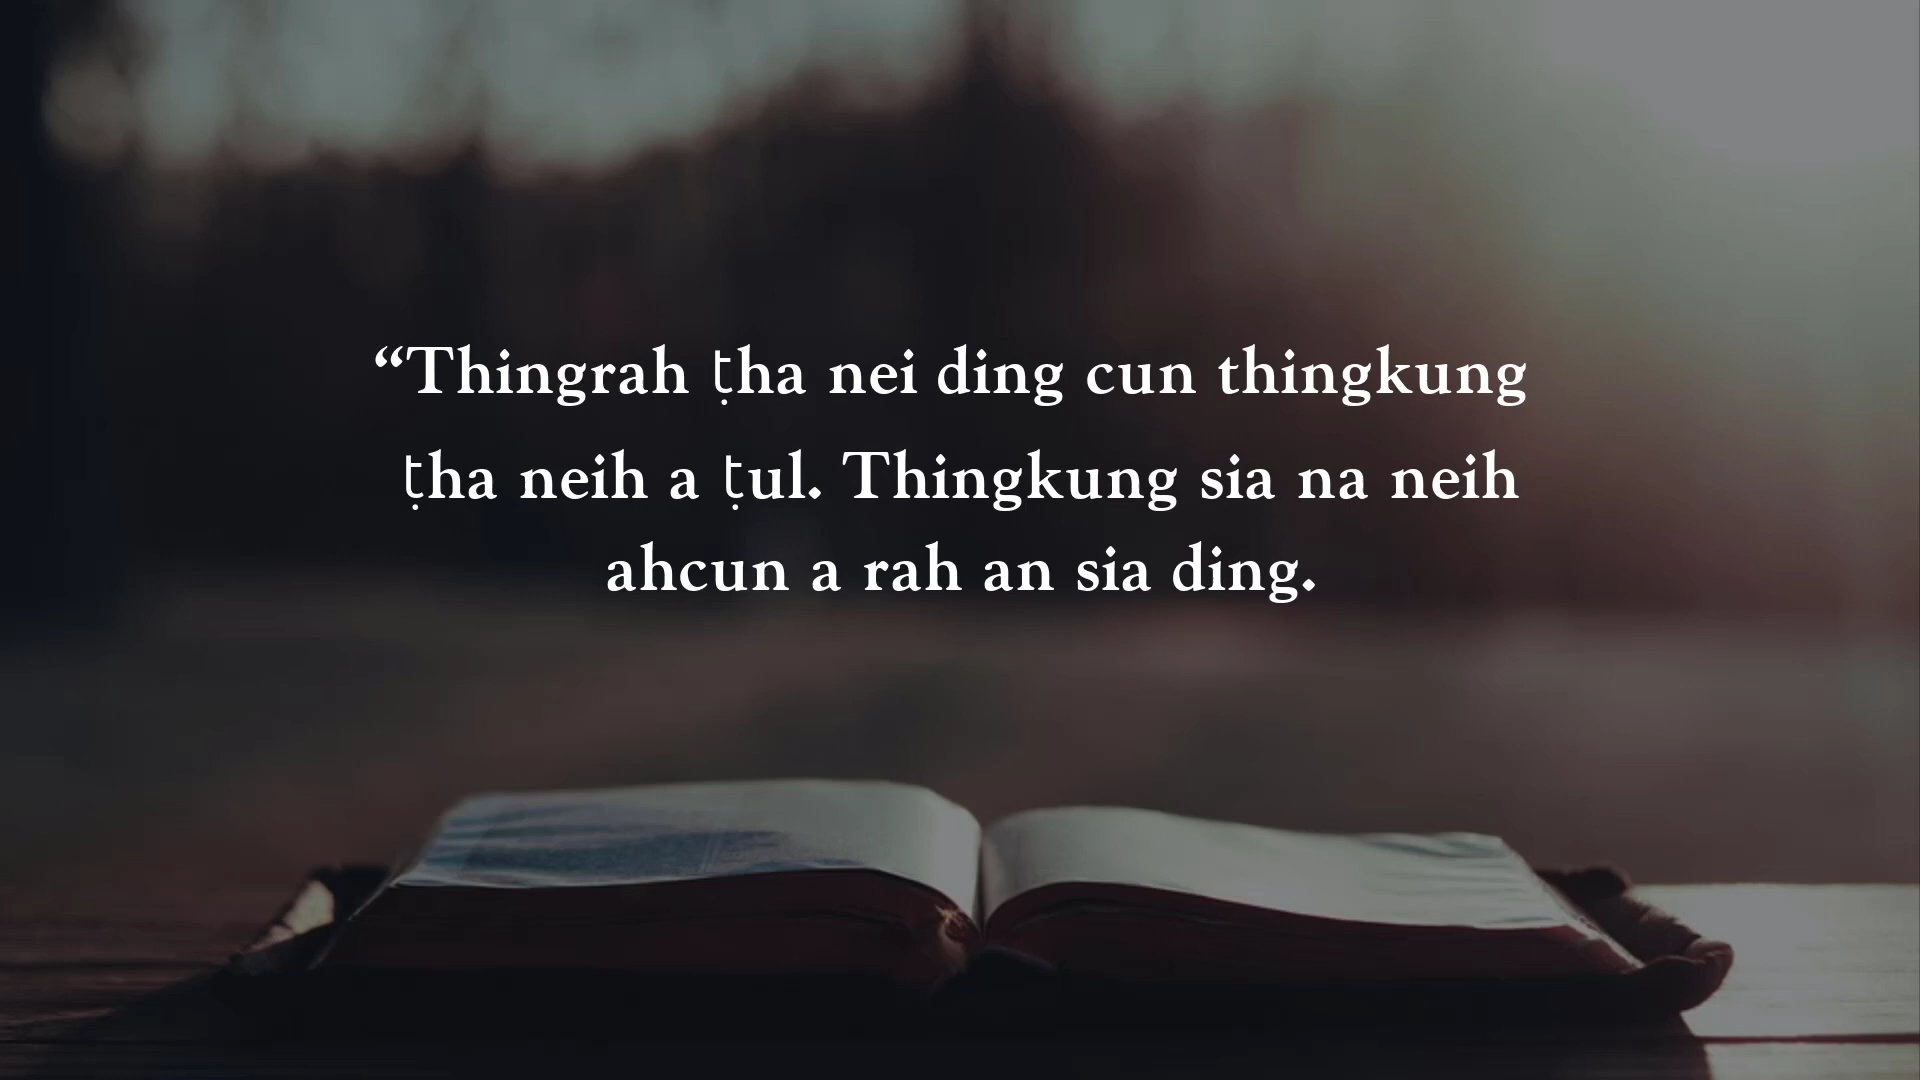 “Thingrah ṭha nei ding cun thingkung
ṭha neih a ṭul. Thingkung sia na neih
ahcun a rah an sia ding.